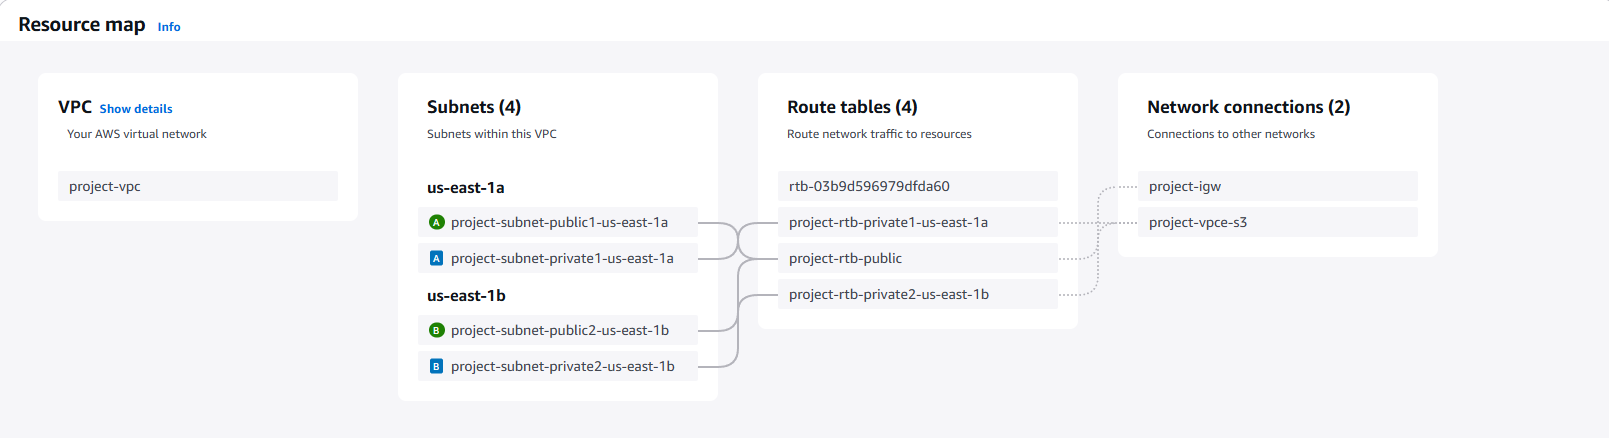 Resource map Info
VPC Show details
Your AWS virtual network
project-vpc
Subnets (4)
Subnets within this VPC
us-east-1a
A project-subnet-public1-us-east-1a
A project-subnet-private1-us-east-1a
us-east-1b
B project-subnet-public2-us-east-1b
B project-subnet-private2-us-east-1b
Route tables (4)
Route network traffic to resources
rtb-03b9d596979dfda60
project-rtb-private1-us-east-1a
project-rtb-public
project-rtb-private2-us-east-1b
Network connections (2)
Connections to other networks
project-igw
project-vpce-s3